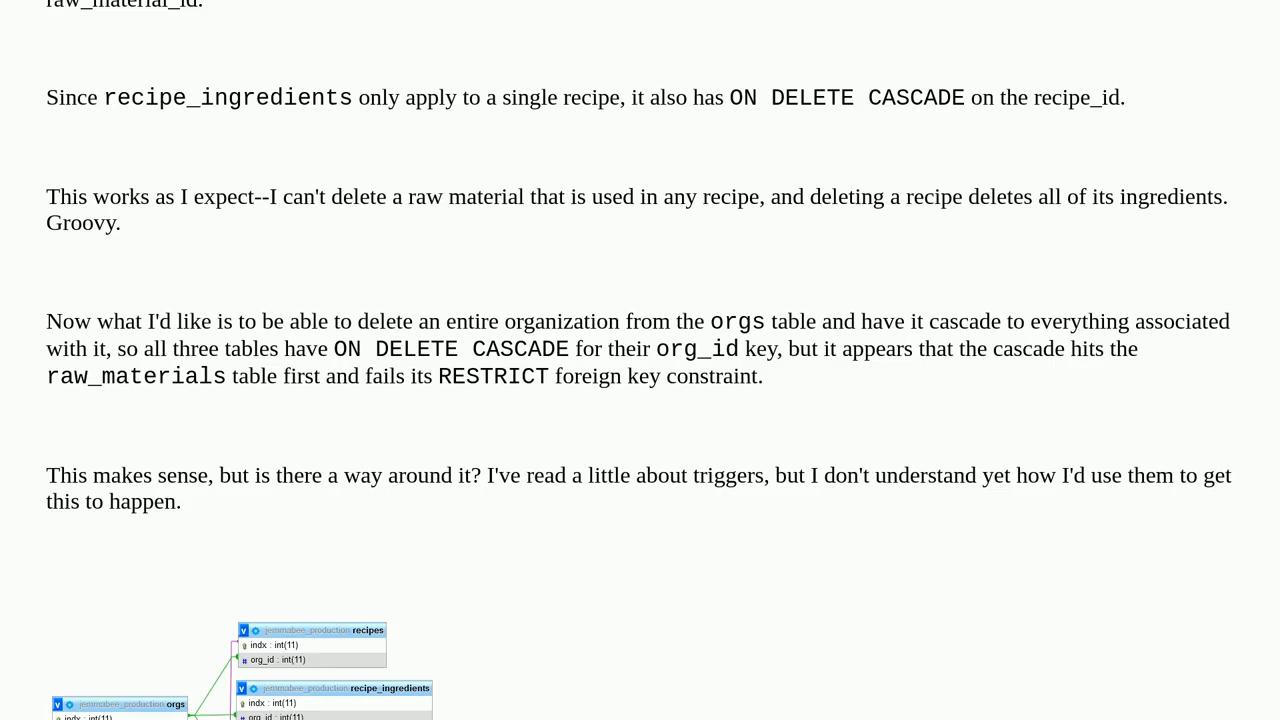 raw_material_id.
Since recipe_ingredients only apply to a single recipe, it also has ON DELETE CASCADE on the recipe_id.
This works as I expect--I can't delete a raw material that is used in any recipe, and deleting a recipe deletes all of its ingredients.
Groovy.
Now what I'd like is to be able to delete an entire organization from the orgs table and have it cascade to everything associated
with it, so all three tables have ON DELETE CASCADE for their org_id key, but it appears that the cascade hits the
raw_materials table first and fails its RESTRICT foreign key constraint.
This makes sense, but is there a way around it? I've read a little about triggers, but I don't understand yet how I'd use them to get
this to happen.
v jemmabee_production recipes
indx : int(11)
# org_id : int(11)
v jemmabee_production recipe_ingredients
indx : int(11)
# org_id : int(11)
v jemmabee_production orgs
indx : int(11)